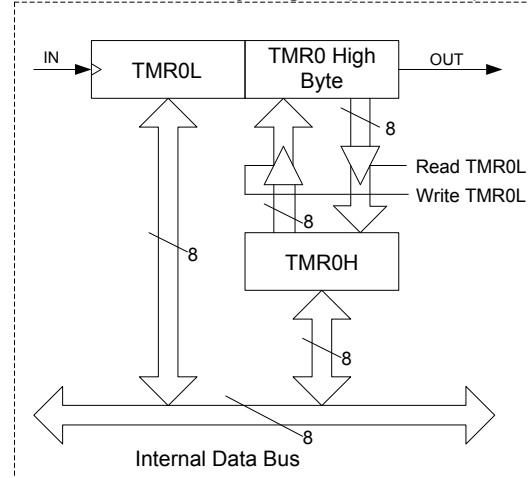 IN
TMR0L
TMR0 High
Byte
OUT
8
Read TMR0L
Write TMR0L
8
8
TMR0H
8
8
Internal Data Bus